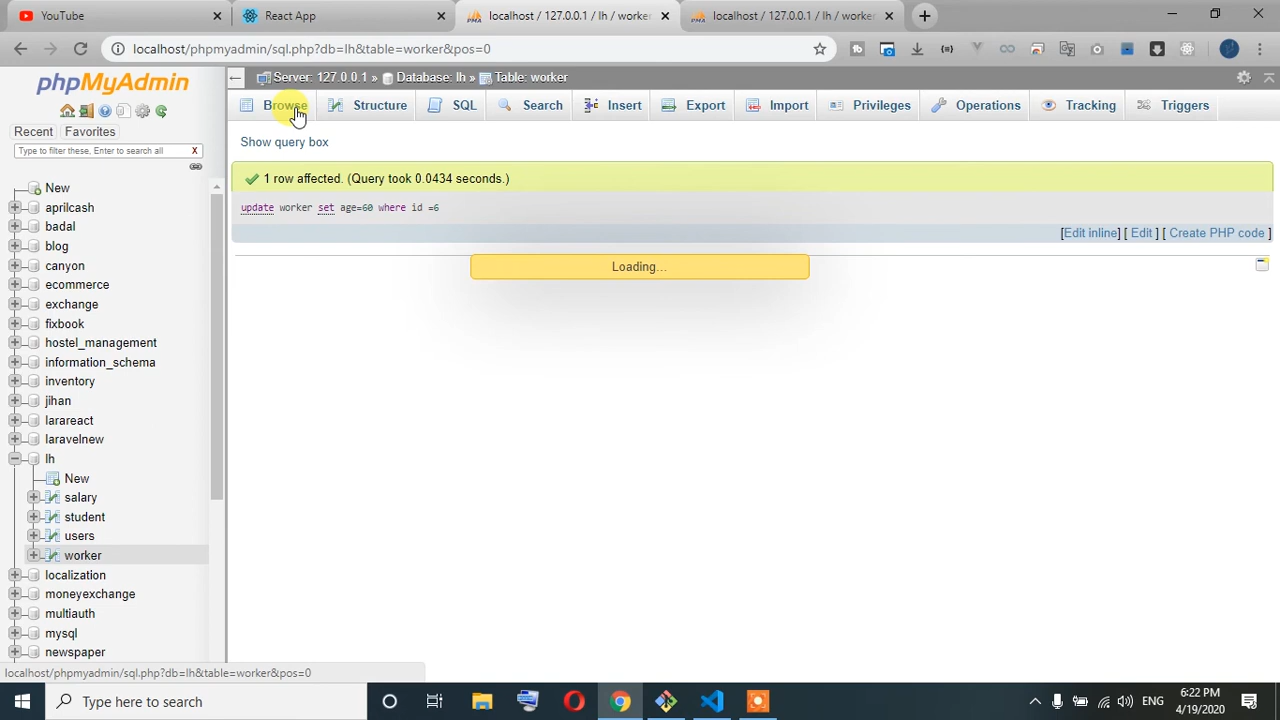 YouTube
React App
localhost / 127.0.0.1 / lh / worker
localhost / 127.0.0.1 / lh / worker
localhost/phpmyadmin/sql.php?db=lh&table=worker&pos=0
phpMyAdmin
Server: 127.0.0.1 » Database: lh » Table: worker
Browse Structure SQL Search Insert Export Import Privileges Operations Tracking Triggers
Recent Favorites
Type to filter these, Enter to search all X
Show query box
1 row affected. (Query took 0.0434 seconds.)
update worker set age=60 where id =6
[Edit inline] [ Edit ] [ Create PHP code ]
Loading...
New
aprilcash
badal
blog
canyon
ecommerce
exchange
fixbook
hostel_management
information_schema
inventory
jihan
larareact
laravelnew
lh
New
salary
student
users
worker
localization
moneyexchange
multiauth
mysql
newspaper
localhost/phpmyadmin/sql.php?db=lh&table=worker&pos=0
Type here to search
ENG
6:22 PM
4/19/2020